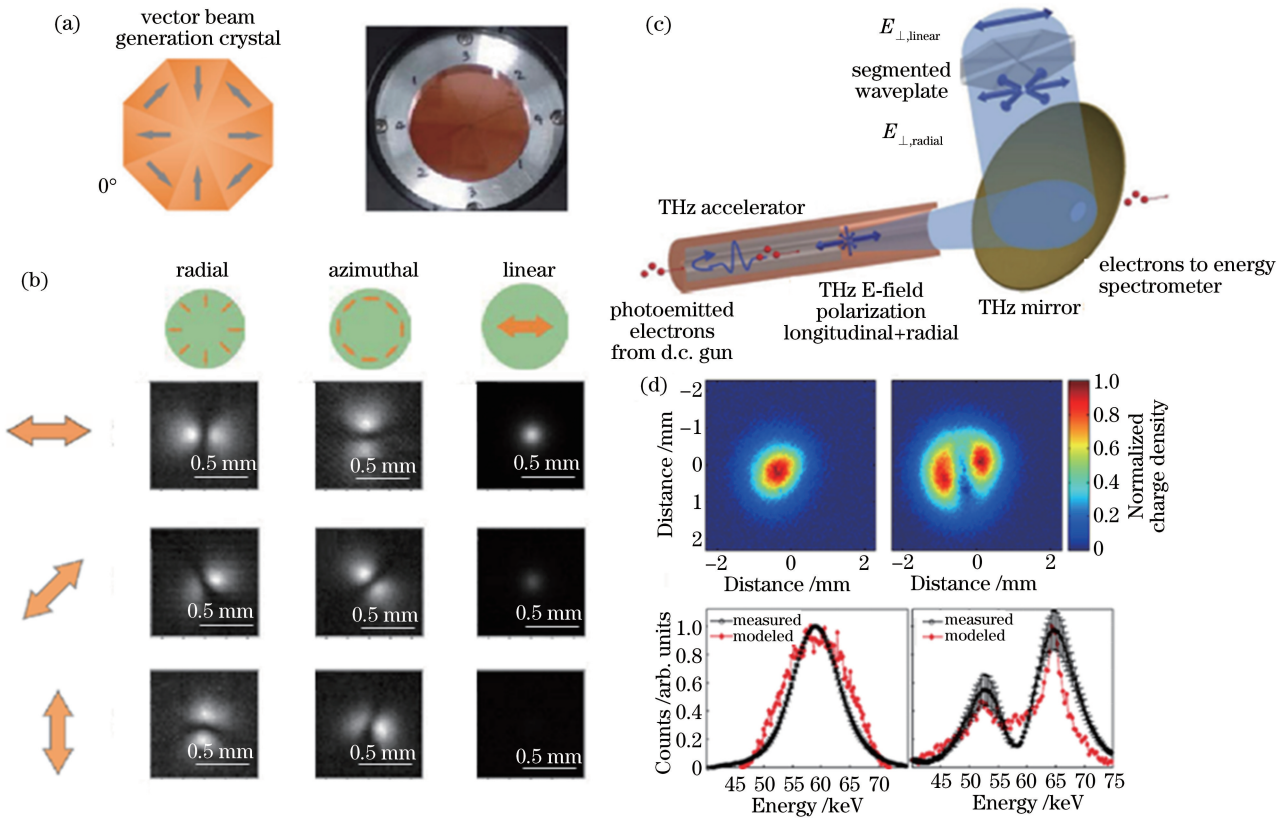 (a)
vector beam
generation crystal
0°
3
2
1
1
2
3
(b)
radial
azimuthal
linear
0.5 mm
0.5 mm
0.5 mm
0.5 mm
0.5 mm
0.5 mm
0.5 mm
0.5 mm
0.5 mm
(c)
E⊥,linear
segmented
waveplate
E⊥,radial
THz accelerator
photoemitted
electrons
from d.c. gun
THz E-field
polarization
longitudinal+radial
THz mirror
electrons to energy
spectrometer
(d)
Distance /mm
−2
−1
0
1
2
−2 0 2
Distance /mm
−2 0 2
Distance /mm
1.0
0.8
0.6
0.4
0.2
0
Normalized
charge density
Counts /arb. units
1.0
0.8
0.6
0.4
0.2
0
measured
modeled
45 50 55 60 65 70
Energy /keV
measured
modeled
45 50 55 60 65 70 75
Energy /keV